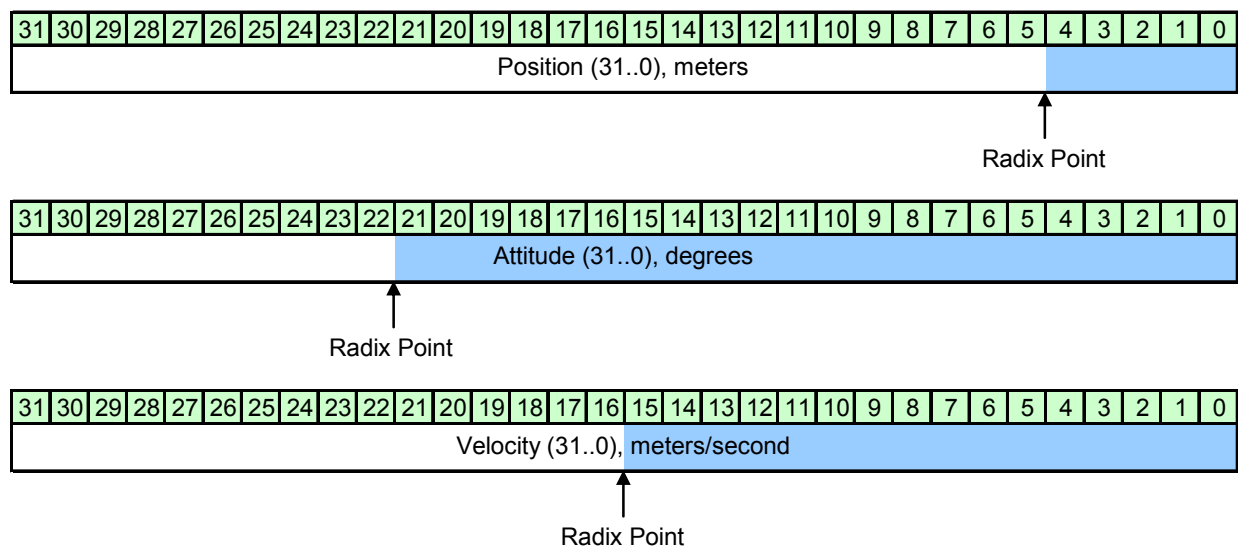 31 30 29 28 27 26 25 24 23 22 21 20 19 18 17 16 15 14 13 12 11 10 9 8 7 6 5 4 3 2 1 0
Position (31..0), meters
Radix Point
31 30 29 28 27 26 25 24 23 22 21 20 19 18 17 16 15 14 13 12 11 10 9 8 7 6 5 4 3 2 1 0
Attitude (31..0), degrees
Radix Point
31 30 29 28 27 26 25 24 23 22 21 20 19 18 17 16 15 14 13 12 11 10 9 8 7 6 5 4 3 2 1 0
Velocity (31..0), meters/second
Radix Point